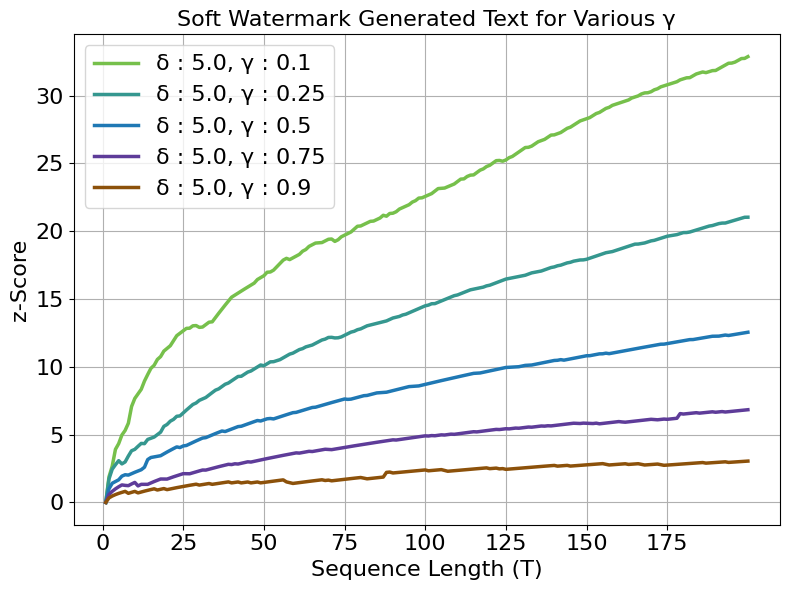 Soft Watermark Generated Text for Various γ
δ : 5.0, γ : 0.1
δ : 5.0, γ : 0.25
δ : 5.0, γ : 0.5
δ : 5.0, γ : 0.75
δ : 5.0, γ : 0.9
z-Score
30
25
20
15
10
5
0
0 25 50 75 100 125 150 175
Sequence Length (T)